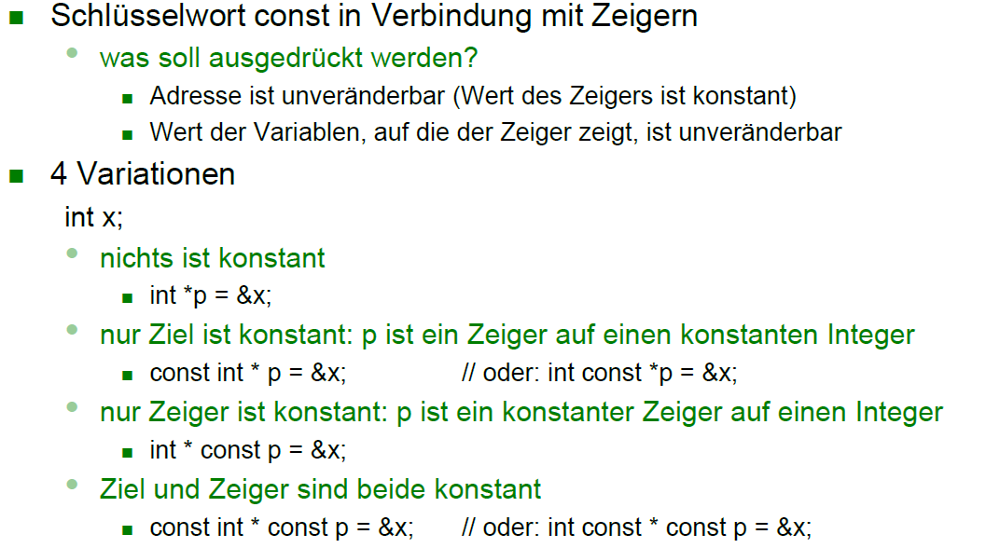 Schlüsselwort const in Verbindung mit Zeigern
was soll ausgedrückt werden?
Adresse ist unveränderbar (Wert des Zeigers ist konstant)
Wert der Variablen, auf die der Zeiger zeigt, ist unveränderbar
4 Variationen
int x;
nichts ist konstant
int *p = &x;
nur Ziel ist konstant: p ist ein Zeiger auf einen konstanten Integer
const int * p = &x; // oder: int const *p = &x;
nur Zeiger ist konstant: p ist ein konstanter Zeiger auf einen Integer
int * const p = &x;
Ziel und Zeiger sind beide konstant
const int * const p = &x; // oder: int const * const p = &x;